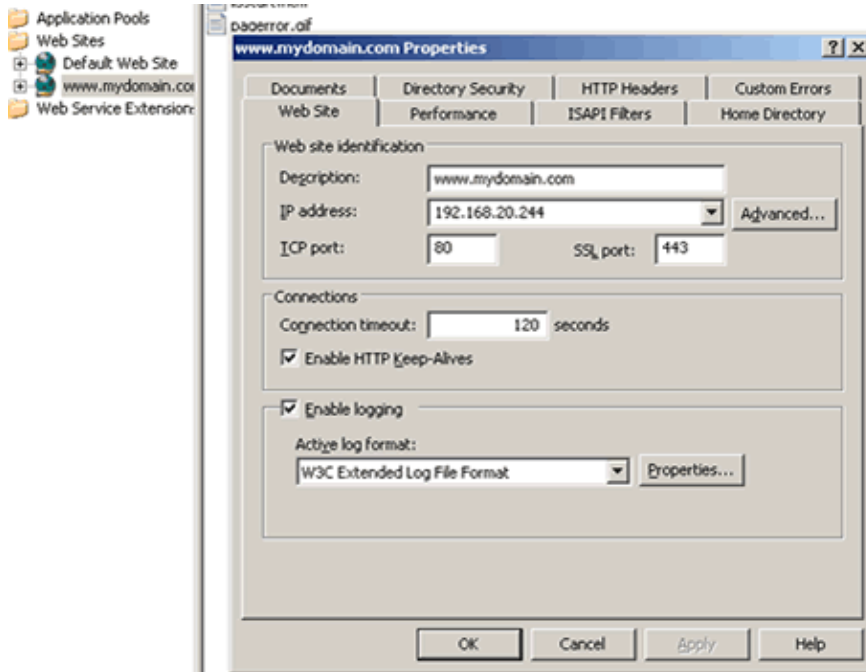 Application Pools
Web Sites
Default Web Site
www.mydomain.co
Web Service Extension
pagerror.gif
www.mydomain.com Properties
Documents Directory Security HTTP Headers Custom Errors
Web Site Performance ISAPI Filters Home Directory
Web site identification
Description: www.mydomain.com
IP address: 192.168.20.244 Advanced...
TCP port: 80 SSL port: 443
Connections
Connection timeout: 120 seconds
Enable HTTP Keep-Alives
Enable logging
Active log format:
W3C Extended Log File Format Properties...
OK Cancel Apply Help